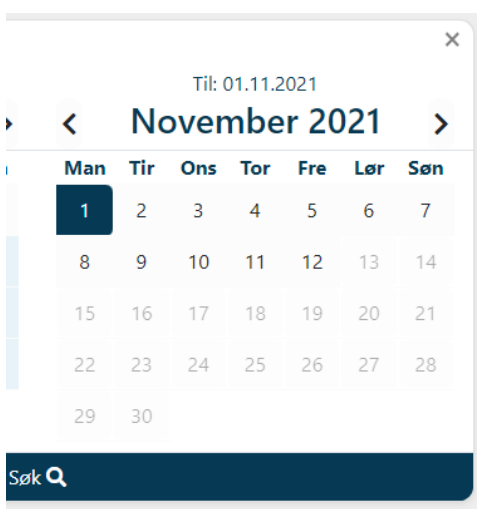 ×
Til: 01.11.2021
November 2021
Man Tir Ons Tor Fre Lør Søn
1 2 3 4 5 6 7
8 9 10 11 12 13 14
15 16 17 18 19 20 21
22 23 24 25 26 27 28
29 30
Søk